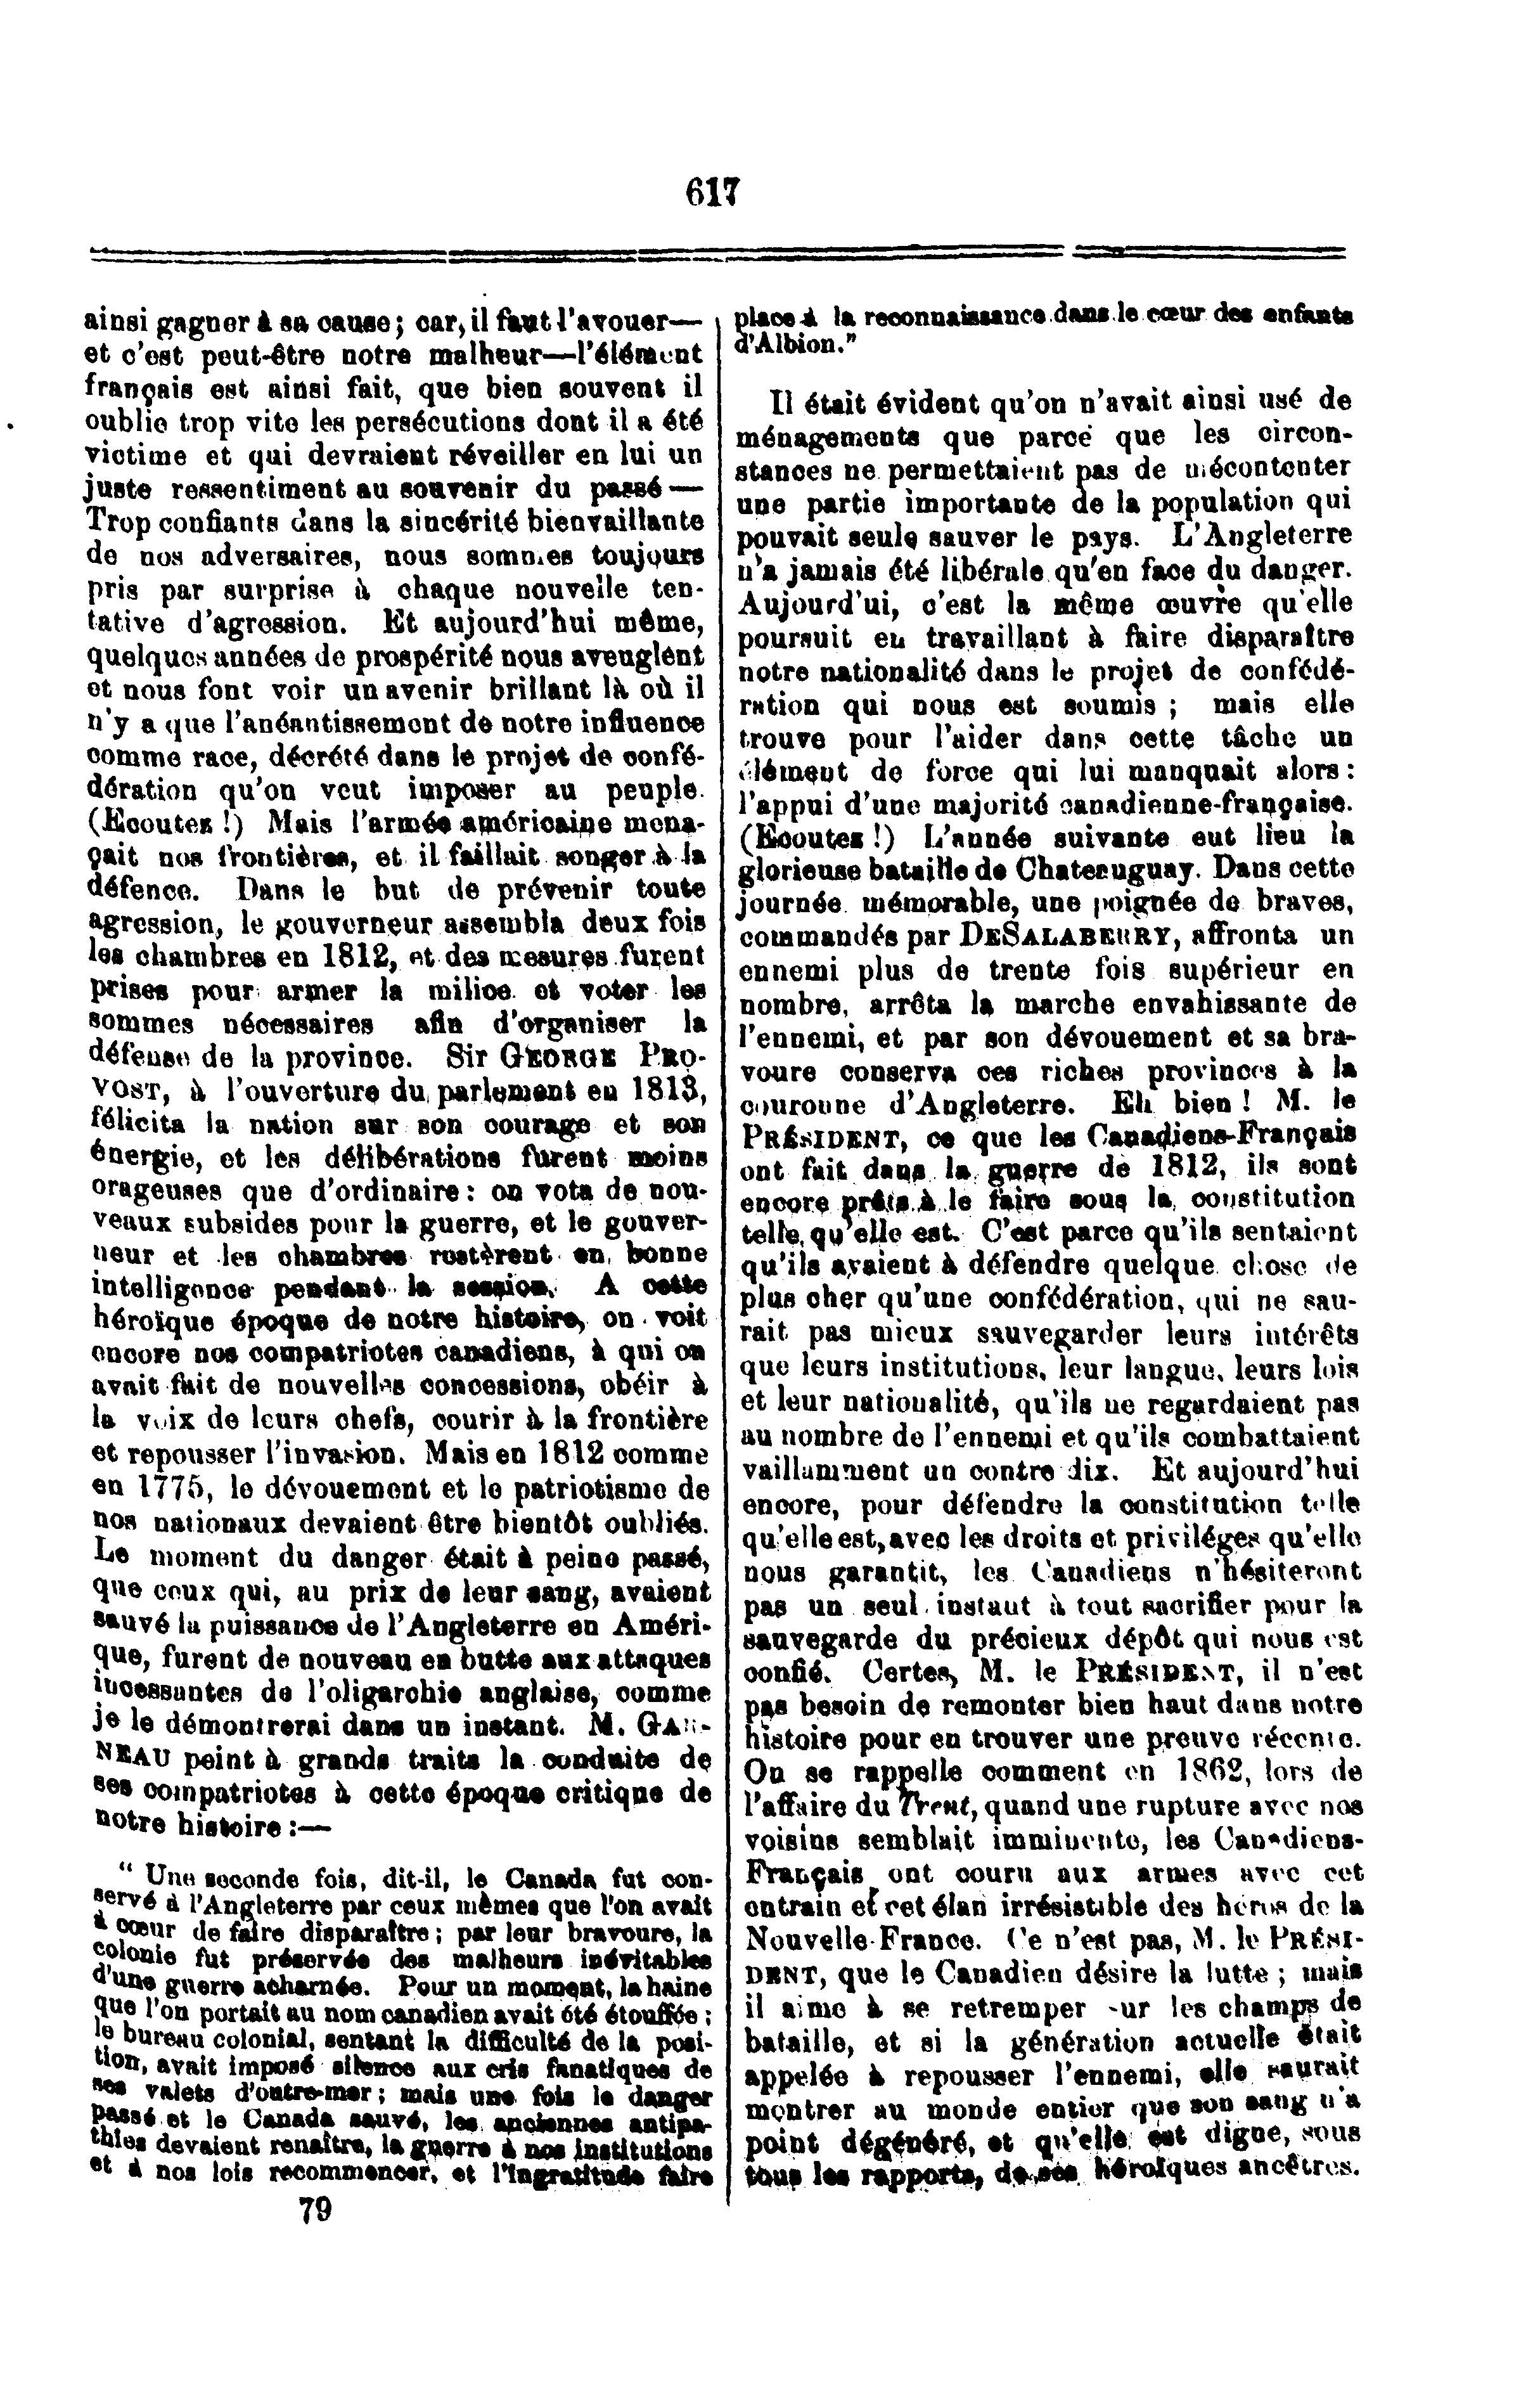 617
ainsi gagner à sa cause; car, il faut l'avouer—
et c'est peut-être notre malheur—l'élément
français est ainsi fait, que bien souvent il
oublie trop vite les persécutions dont il a été
victime et qui devraient réveiller en lui un
juste ressentiment au souvenir du passé—
Trop confiants dans la sincérité bienvaillante
de nos adversaires, nous sommes toujours
pris par surprise à chaque nouvelle ten-
tative d'agression. Et aujourd'hui même,
quelques années de prospérité nous aveuglent
et nous font voir un avenir brillant là où il
n'y a que l'anéantissement de notre influence
comme race, décrété dans le projet de confé-
dération qu'on veut imposer au peuple.
(Ecoutez !) Mais l'armée américaine mena-
çait nos frontières, et il faillait songer à la
défence. Dans le but de prévenir toute
agression, le gouverneur assembla deux fois
les chambres en 1812, et des mesures furent
prises pour armer la milice et voter les
sommes nécessaires afin d'organiser la
défense de la province. Sir GEORGE PRO-
VOST, à l'ouverture du parlement en 1813,
félicita la nation sur son courage et son
énergie, et les délibérations furent moins
orageuses que d'ordinaire : on vota de nou-
veaux subsides pour la guerre, et le gouver-
neur et les chambres restèrent en bonne
intelligence pendant la session. A cette
héroïque époque de notre histoire, on voit
encore nos compatriotes canadiens, à qui on
avait fait de nouvelles concessions, obéir à
la voix de leurs chefs, courir à la frontière
et repousser l'invasion. Mais en 1812 comme
en 1775, le dévouement et le patriotisme de
nos nationaux devaient être bientôt oubliés.
Le moment du danger était à peine passé,
que ceux qui, au prix de leur sang, avaient
sauvé la puissance de l'Angleterre en Améri-
que, furent de nouveau en butte aux attaques
incessantes de l'oligarchie anglaise, comme
je le démontrerai dans un instant. M. GAR-
NEAU peint à grands traits la conduite de
ses compatriotes à cette époque critique de
notre histoire :—
" Une seconde fois, dit-il, le Canada fut con-
servé à l'Angleterre par ceux mêmes que l'on avait
à cœur de faire disparaître ; par leur bravoure, la
colonie fut préservée des malheurs inévitables
d'une guerre acharnée. Pour un moment, la haine
que l'on portait au nom canadien avait été étouffée ;
le bureau colonial, sentant la difficulté de la posi-
tion, avait imposé silence aux cris fanatiques de
ses valets d'outre-mer ; mais une fois le danger
passé et le Canada sauvé, les anciennes antipa-
thies devaient renaître, la guerre à nos institutions
et à nos lois recommencer, et l'ingratitude faire
79
place à la reconnaissance dans le cœur des enfants
d'Albion."
Il était évident qu'on n'avait ainsi usé de
ménagements que parce que les circon-
stances ne permettaient pas de mécontenter
une partie importante de la population qui
pouvait seule sauver le pays. L'Angleterre
n'a jamais été libérale qu'en face du danger.
Aujourd'ui, c'est la même œuvre qu'elle
poursuit en travaillant à faire disparaître
notre nationalité dans le projet de confédé-
ration qui nous est soumis ; mais elle
trouve pour l'aider dans cette tâche un
élément de force qui lui manquait alors :
l'appui d'une majorité canadienne-française.
(Ecoutez !) L'année suivante eut lieu la
glorieuse bataille de Chateauguay. Dans cette
journée mémorable, une poignée de braves,
commandés par DESALABERRY, affronta un
ennemi plus de trente fois supérieur en
nombre, arrêta la marche envahissante de
l'ennemi, et par son dévouement et sa bra-
voure conserva ces riches provinces à la
couronne d'Angleterre. Eh bien ! M. le
PRÉSIDENT, ce que les Canadiens-Français
ont fait dans la guerre de 1812, ils sont
encore prêts à le faire sous la constitution
telle qu'elle est. C'est parce qu'ils sentaient
qu'ils avaient à défendre quelque chose de
plus cher qu'une confédération, qui ne sau-
rait pas mieux sauvegarder leurs intérêts
que leurs institutions, leur langue, leurs lois
et leur nationalité, qu'ils ne regardaient pas
au nombre de l'ennemi et qu'ils combattaient
vaillamment un contre dix. Et aujourd'hui
encore, pour défendre la constitution telle
qu'elle est, avec les droits et priviléges qu'elle
nous garantit, les Canadiens n'hésiteront
pas un seul instant à tout sacrifier pour la
sauvegarde du précieux dépôt qui nous est
confié. Certes, M. le PRÉSIDENT, il n'est
pas besoin de remonter bien haut dans notre
histoire pour en trouver une preuve récente.
On se rappelle comment en 1862, lors de
l'affaire du Trent, quand une rupture avec nos
voisins semblait imminente, les Canadiens-
Français ont couru aux armes avec cet
entrain et cet élan irrésistible des héros de la
Nouvelle-France. Ce n'est pas, M. le PRÉSI-
DENT, que le Canadien désire la lutte ; mais
il aime à se retremper sur les champs de
bataille, et si la génération actuelle était
appelée à repousser l'ennemi, elle saurait
montrer au monde entier que son sang n'a
point dégénéré, et qu'elle est digne, sous
tous les rapports, de ses héroïques ancêtres.